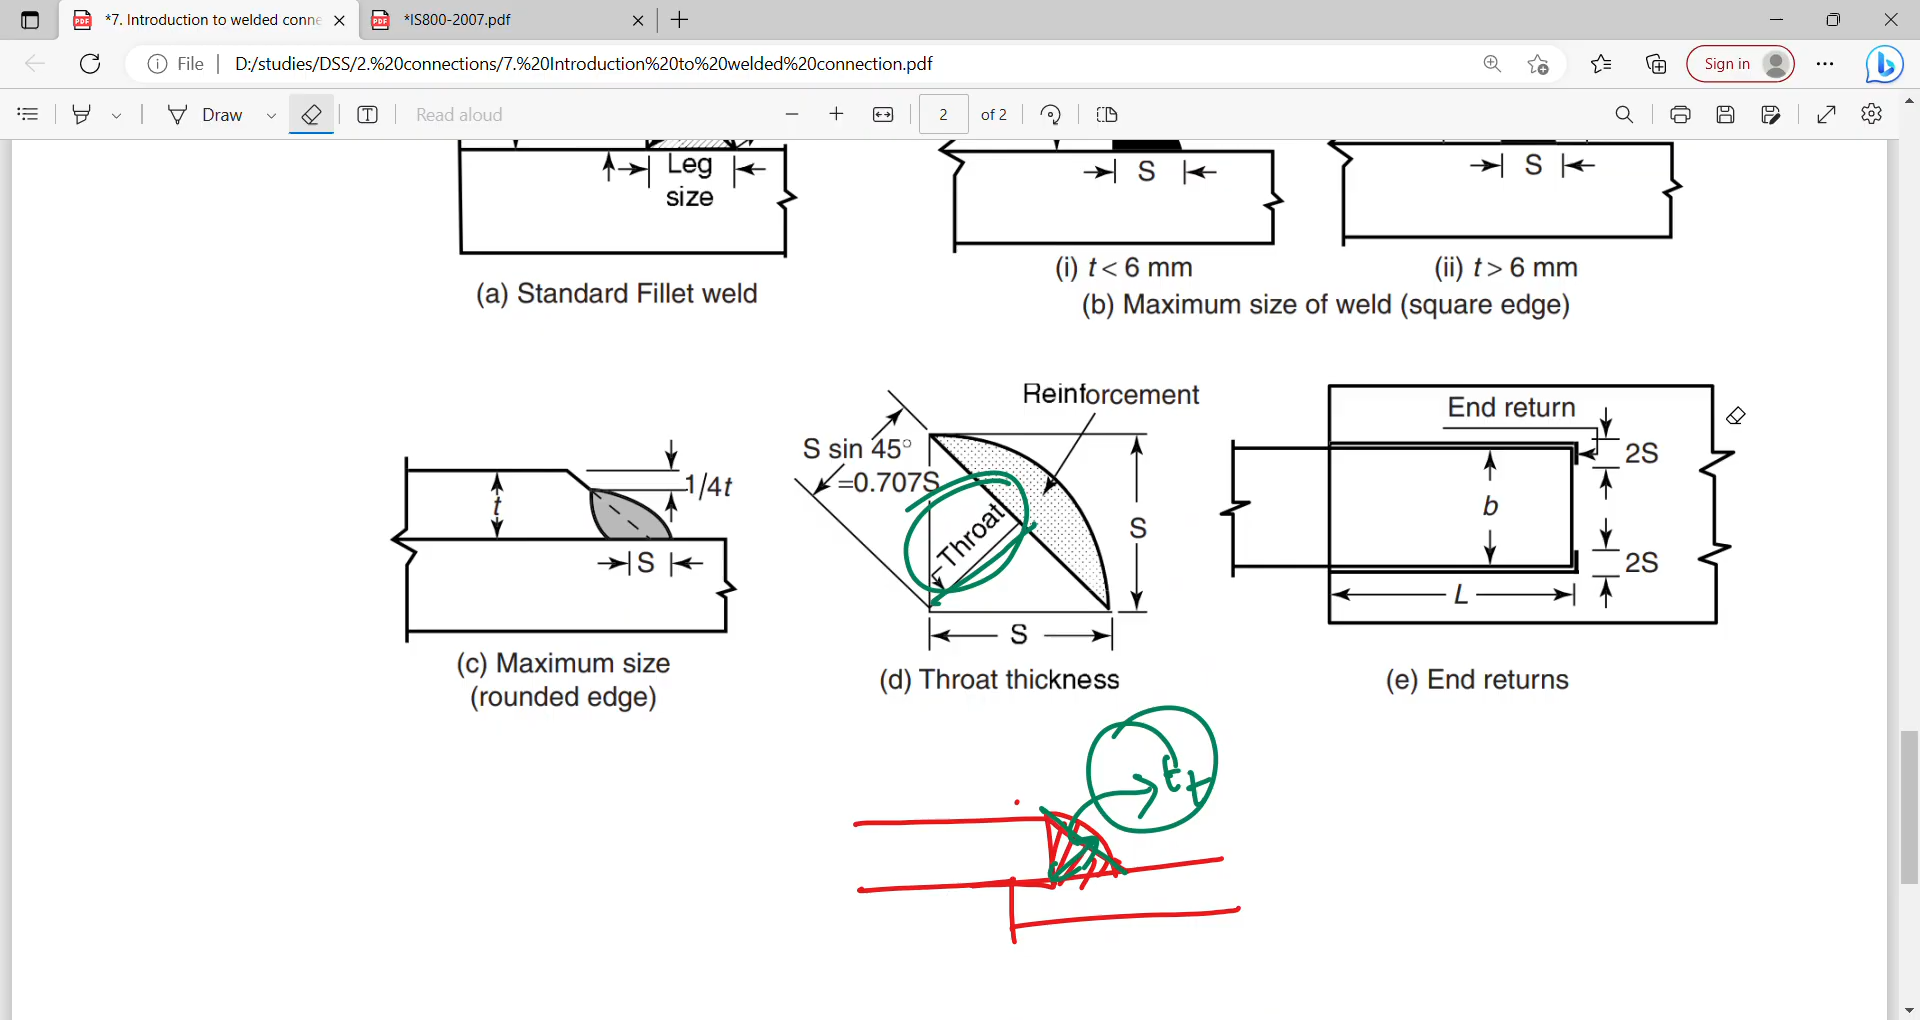 *7. Introduction to welded conne
*IS800-2007.pdf
File
D:/studies/DSS/2.%20connections/7.%20Introduction%20to%20welded%20connection.pdf
Sign in
Draw
Read aloud
2
of 2
Leg
size
S
S
(a) Standard Fillet weld
(i) t < 6 mm
(ii) t > 6 mm
(b) Maximum size of weld (square edge)
t
1/4t
S
(c) Maximum size
(rounded edge)
Reinforcement
S sin 45°
=0.707S
Throat
S
S
(d) Throat thickness
End return
2S
b
2S
L
(e) End returns
tt